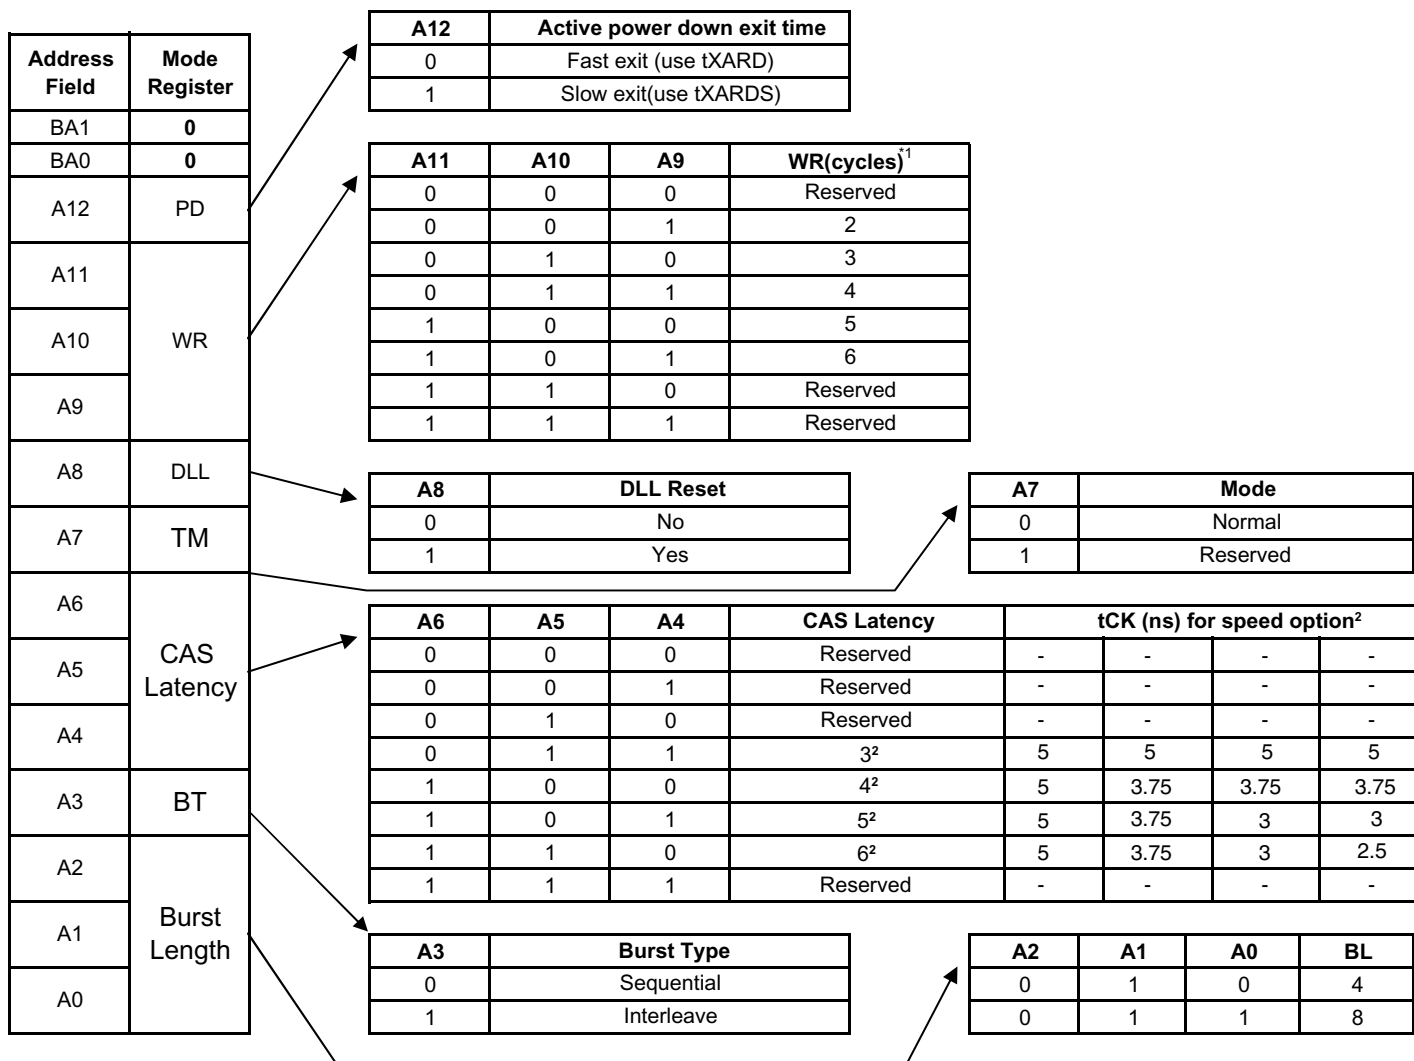 Address Field Mode Register
BA1 0
BA0 0
A12 PD
A11
A10 WR
A9
A8 DLL
A7 TM
A6
A5 CAS Latency
A4
A3 BT
A2
A1 Burst Length
A0
A12 Active power down exit time
0 Fast exit (use tXARD)
1 Slow exit(use tXARDS)
A11 A10 A9 WR(cycles)*1
0 0 0 Reserved
0 0 1 2
0 1 0 3
0 1 1 4
1 0 0 5
1 0 1 6
1 1 0 Reserved
1 1 1 Reserved
A8 DLL Reset
0 No
1 Yes
A7 Mode
0 Normal
1 Reserved
A6 A5 A4 CAS Latency tCK (ns) for speed option²
0 0 0 Reserved - - - -
0 0 1 Reserved - - - -
0 1 0 Reserved - - - -
0 1 1 3² 5 5 5 5
1 0 0 4² 5 3.75 3.75 3.75
1 0 1 5² 5 3.75 3 3
1 1 0 6² 5 3.75 3 2.5
1 1 1 Reserved - - - -
A3 Burst Type
0 Sequential
1 Interleave
A2 A1 A0 BL
0 1 0 4
0 1 1 8